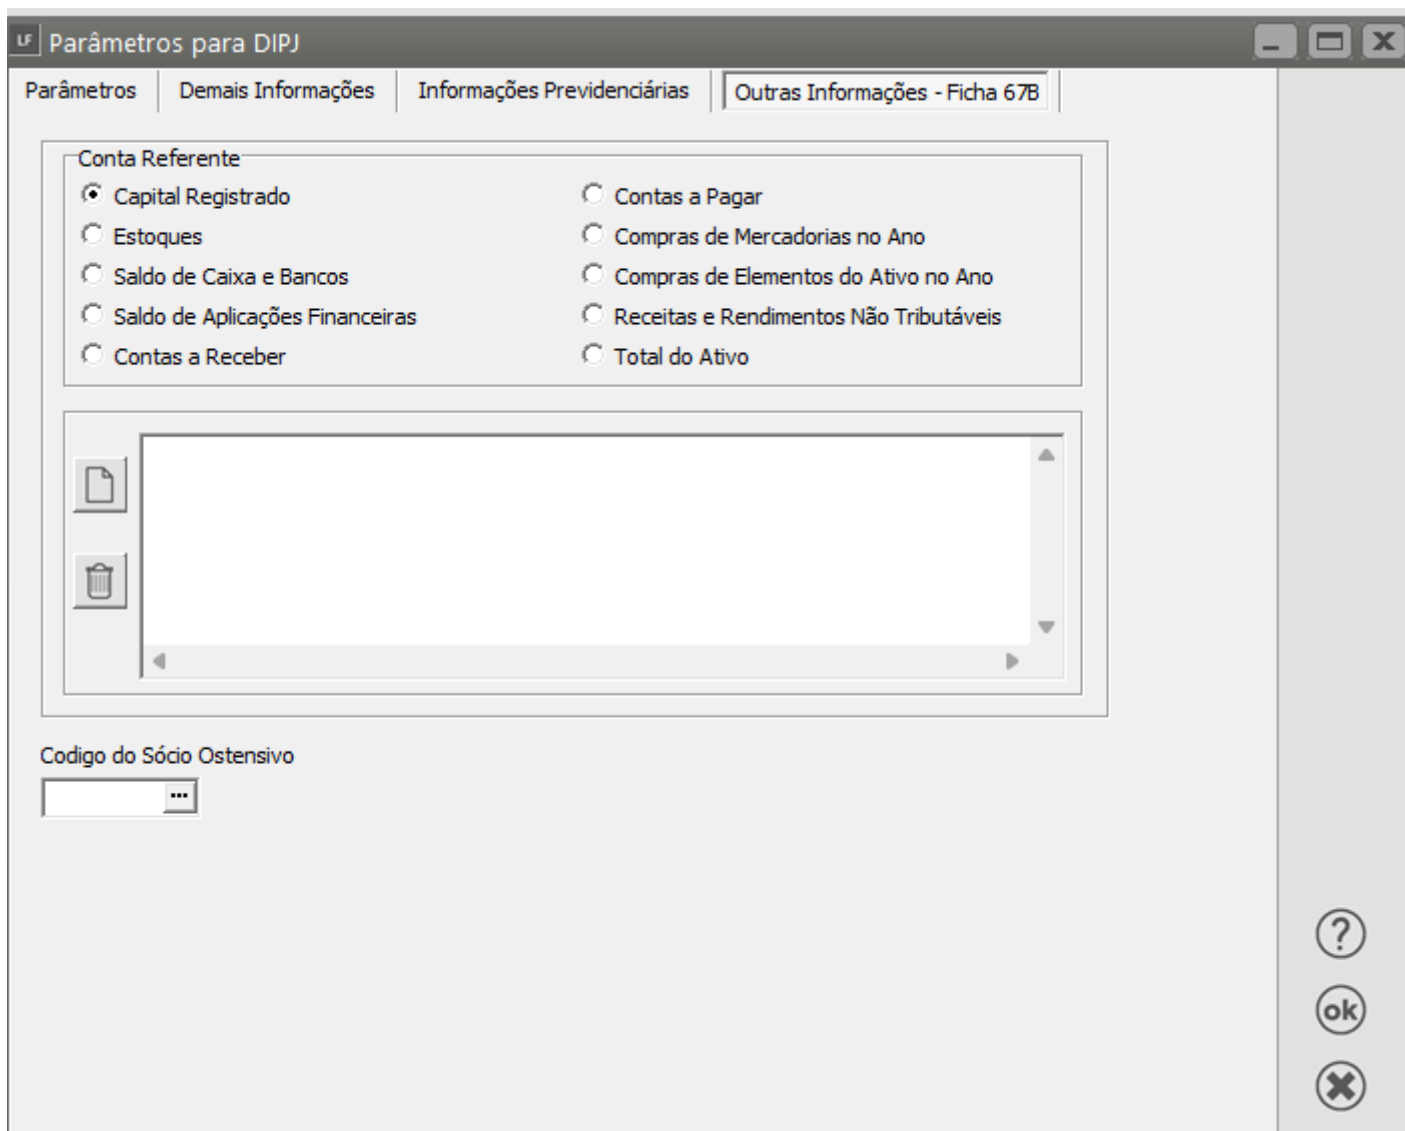 LF Parâmetros para DIPJ
Parâmetros Demais Informações Informações Previdenciárias Outras Informações - Ficha 67B
Conta Referente
Capital Registrado
Estoques
Saldo de Caixa e Bancos
Saldo de Aplicações Financeiras
Contas a Receber
Contas a Pagar
Compras de Mercadorias no Ano
Compras de Elementos do Ativo no Ano
Receitas e Rendimentos Não Tributáveis
Total do Ativo
Codigo do Sócio Ostensivo
...
?
ok